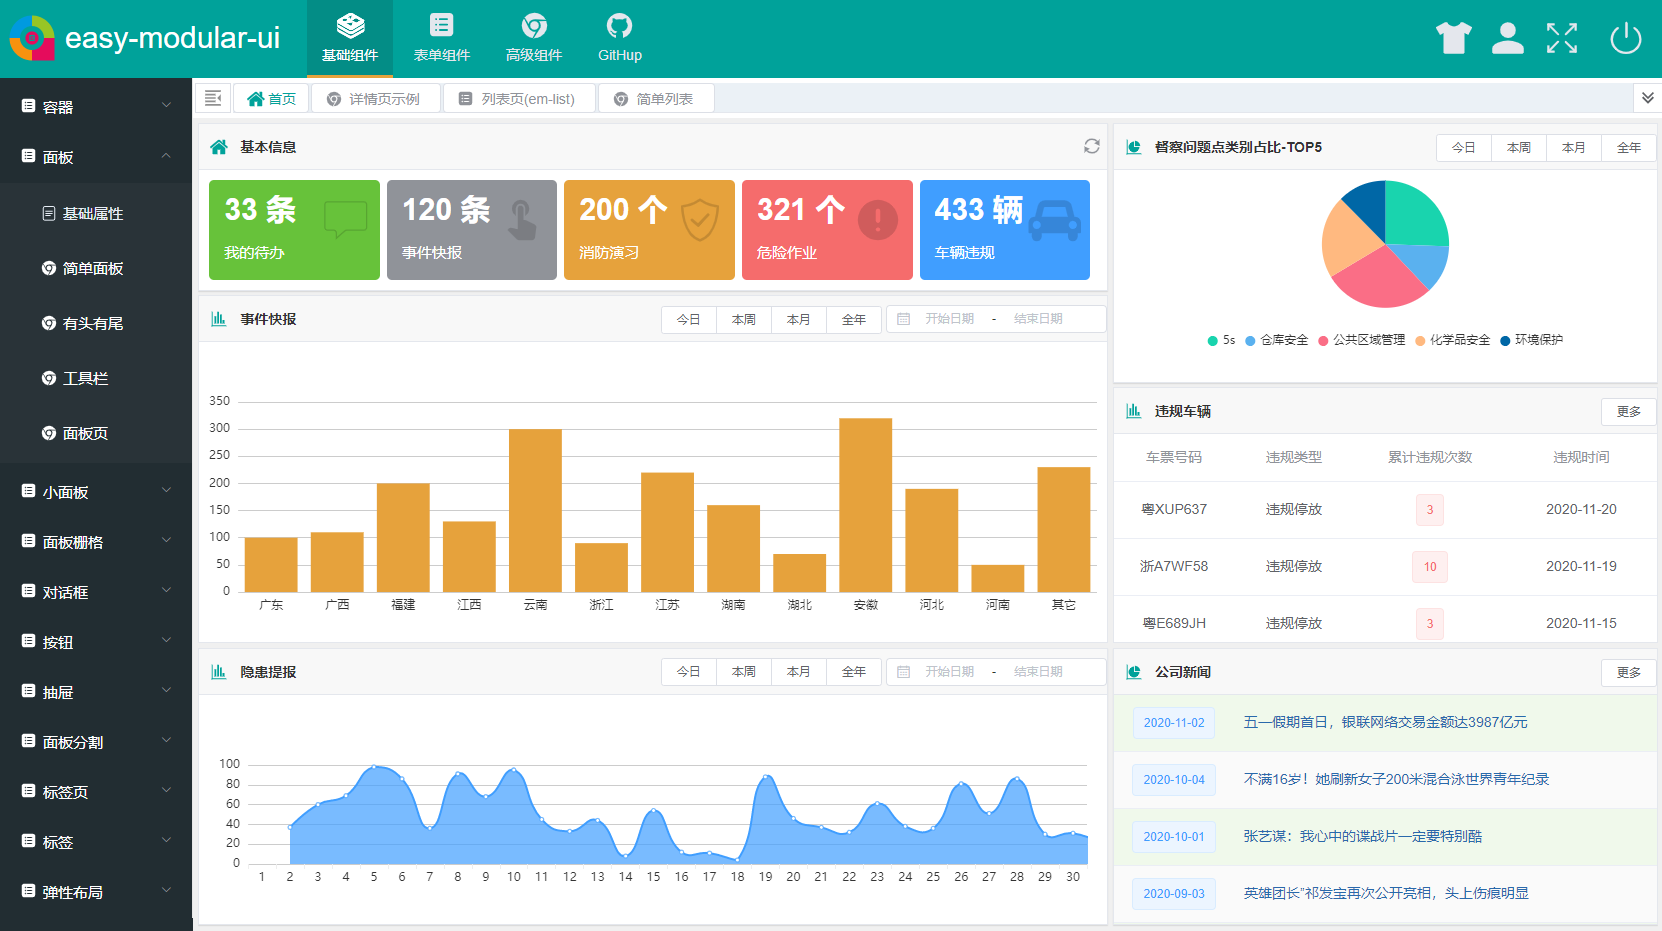 easy-modular-ui
基础组件
表单组件
高级组件
GitHup
容器
面板
基础属性
简单面板
有头有尾
工具栏
面板页
小面板
面板栅格
对话框
按钮
抽屉
面板分割
标签页
标签
弹性布局
首页
详情页示例
列表页(em-list)
简单列表
基本信息
33 条
我的待办
120 条
事件快报
200 个
消防演习
321 个
危险作业
433 辆
车辆违规
事件快报
今日 本周 本月 全年 开始日期 - 结束日期
350
300
250
200
150
100
50
0
广东 广西 福建 江西 云南 浙江 江苏 湖南 湖北 安徽 河北 河南 其它
隐患提报
今日 本周 本月 全年 开始日期 - 结束日期
100
80
60
40
20
0
1 2 3 4 5 6 7 8 9 10 11 12 13 14 15 16 17 18 19 20 21 22 23 24 25 26 27 28 29 30
督察问题点类别占比-TOP5
今日 本周 本月 全年
5s 仓库安全 公共区域管理 化学品安全 环境保护
违规车辆
更多
车票号码 违规类型 累计违规次数 违规时间
粤XUP637 违规停放 3 2020-11-20
浙A7WF58 违规停放 10 2020-11-19
粤E689JH 违规停放 3 2020-11-15
公司新闻
更多
2020-11-02 五一假期首日，银联网络交易金额达3987亿元
2020-10-04 不满16岁！她刷新女子200米混合泳世界青年纪录
2020-10-01 张艺谋：我心中的谍战片一定要特别酷
2020-09-03 英雄团长"祁发宝再次公开亮相，头上伤痕明显